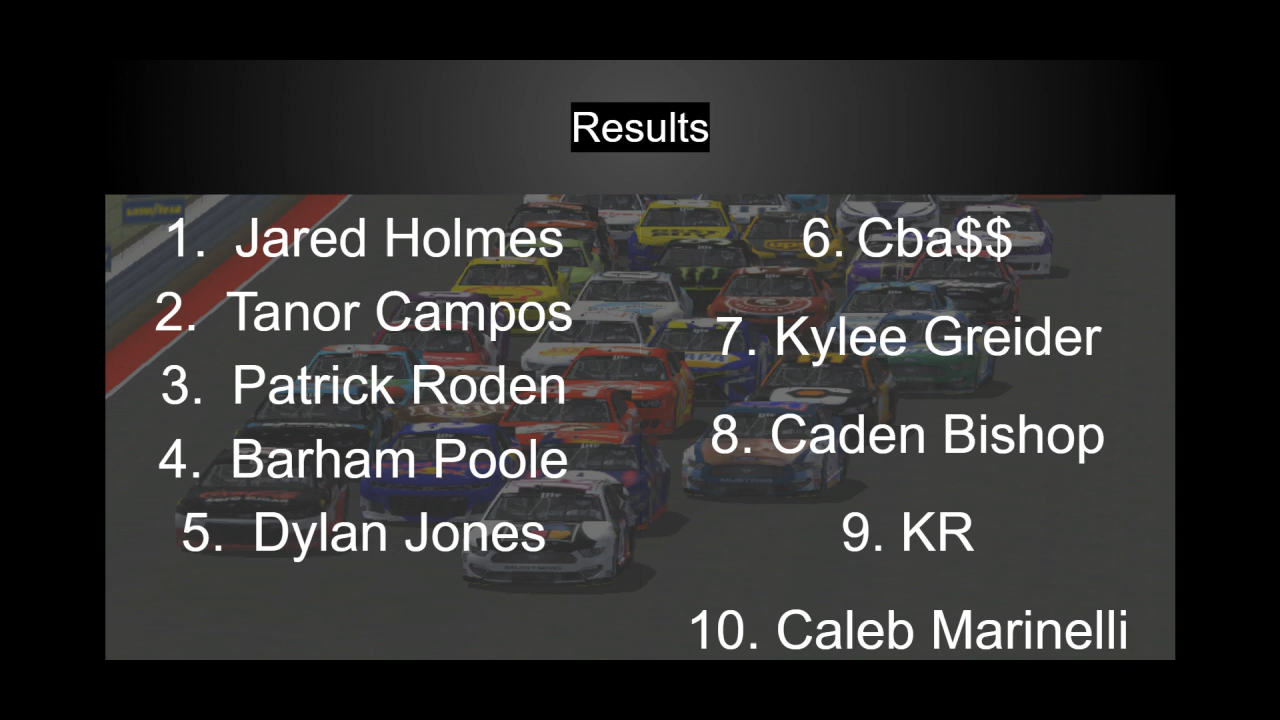 Results
1. Jared Holmes
2. Tanor Campos
3. Patrick Roden
4. Barham Poole
5. Dylan Jones
6. Cba$$
7. Kylee Greider
8. Caden Bishop
9. KR
10. Caleb Marinelli